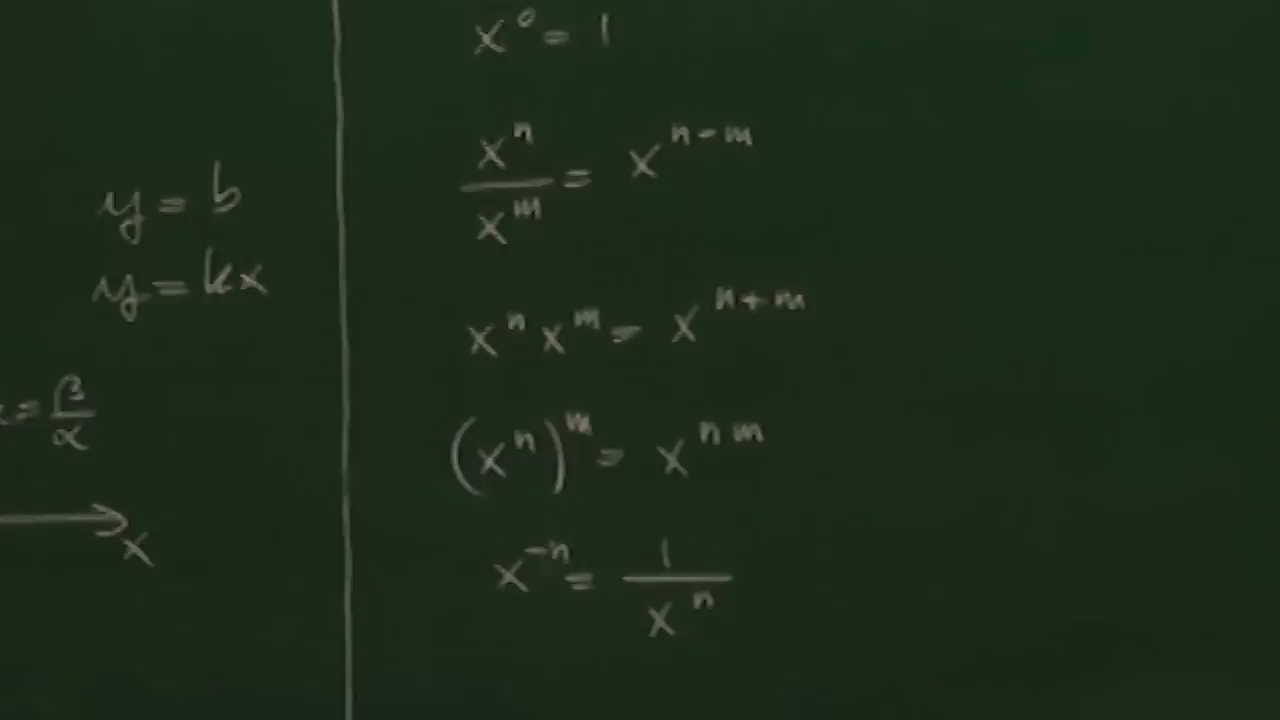 y = b
y = kx
= β/α
x
x⁰ = 1
xⁿ/xᵐ = xⁿ⁻ᵐ
xⁿ xᵐ = xⁿ⁺ᵐ
(xⁿ)ᵐ = xⁿᵐ
x⁻ⁿ = 1/xⁿ